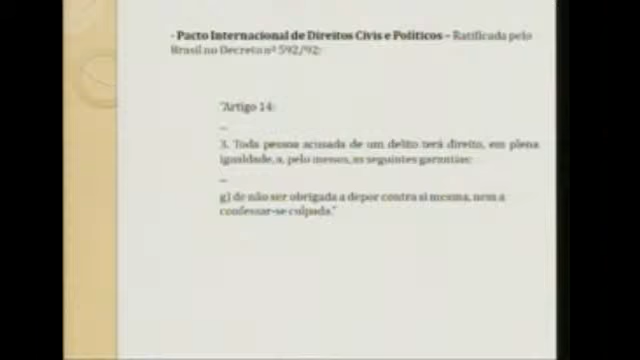 - Pacto Internacional de Direitos Civis e Políticos – Ratificada pelo
Brasil no Decreto nº 592/92:
"Artigo 14:
...
3. Toda pessoa acusada de um delito terá direito, em plena
igualdade, a, pelo menos, as seguintes garantias:
...
g) de não ser obrigada a depor contra si mesma, nem a
confessar-se culpada."